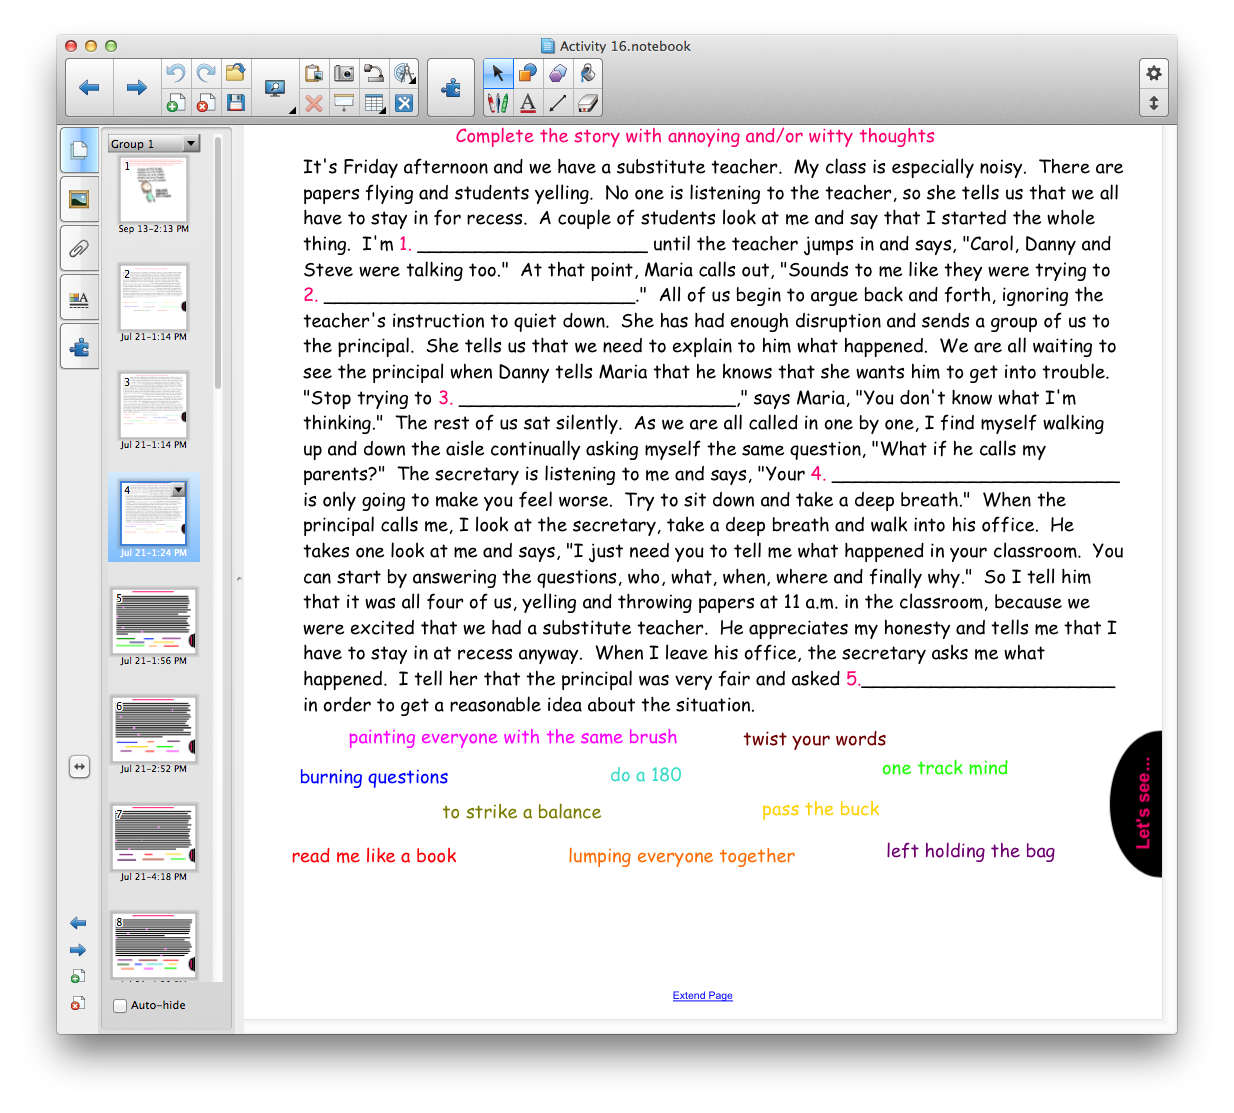 Activity 16.notebook
Group 1
1
Sep 13-2:13 PM
2
Jul 21-1:14 PM
3
Jul 21-1:14 PM
4
Jul 21-1:24 PM
5
Jul 21-1:56 PM
6
Jul 21-2:52 PM
7
Jul 21-4:18 PM
8
Auto-hide
Complete the story with annoying and/or witty thoughts
It's Friday afternoon and we have a substitute teacher. My class is especially noisy. There are
papers flying and students yelling. No one is listening to the teacher, so she tells us that we all
have to stay in for recess. A couple of students look at me and say that I started the whole
thing. I'm 1. ____________________ until the teacher jumps in and says, "Carol, Danny and
Steve were talking too." At that point, Maria calls out, "Sounds to me like they were trying to
2. ___________________________." All of us begin to argue back and forth, ignoring the
teacher's instruction to quiet down. She has had enough disruption and sends a group of us to
the principal. She tells us that we need to explain to him what happened. We are all waiting to
see the principal when Danny tells Maria that he knows that she wants him to get into trouble.
"Stop trying to 3. ________________________," says Maria, "You don't know what I'm
thinking." The rest of us sat silently. As we are all called in one by one, I find myself walking
up and down the aisle continually asking myself the same question, "What if he calls my
parents?" The secretary is listening to me and says, "Your 4. _________________________
is only going to make you feel worse. Try to sit down and take a deep breath." When the
principal calls me, I look at the secretary, take a deep breath and walk into his office. He
takes one look at me and says, "I just need you to tell me what happened in your classroom. You
can start by answering the questions, who, what, when, where and finally why." So I tell him
that it was all four of us, yelling and throwing papers at 11 a.m. in the classroom, because we
were excited that we had a substitute teacher. He appreciates my honesty and tells me that I
have to stay in at recess anyway. When I leave his office, the secretary asks me what
happened. I tell her that the principal was very fair and asked 5.______________________
in order to get a reasonable idea about the situation.
painting everyone with the same brush
twist your words
burning questions
do a 180
one track mind
to strike a balance
pass the buck
read me like a book
lumping everyone together
left holding the bag
Let's see...
Extend Page